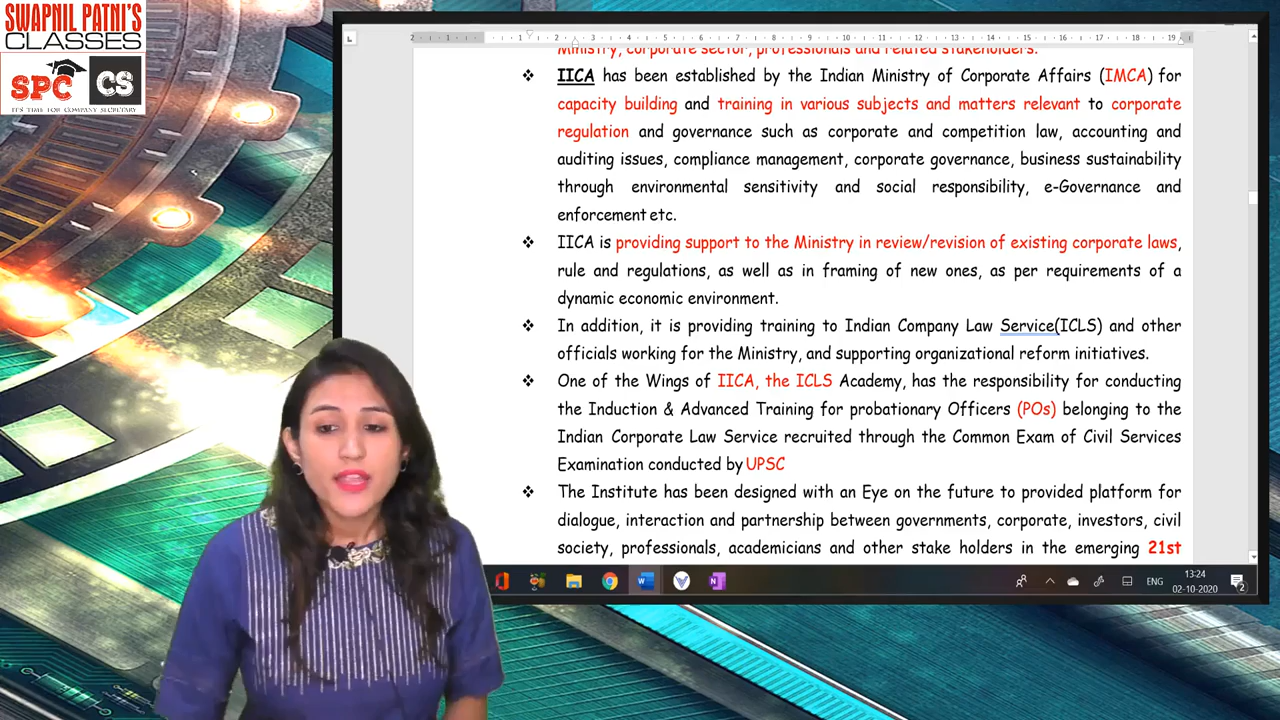 SWAPNIL PATNI'S
CLASSES
SPC CS
IT'S TIME FOR COMPANY SECRETARY
Ministry, corporate sector, professionals and related stakeholders.
❖ IICA has been established by the Indian Ministry of Corporate Affairs (IMCA) for
capacity building and training in various subjects and matters relevant to corporate
regulation and governance such as corporate and competition law, accounting and
auditing issues, compliance management, corporate governance, business sustainability
through environmental sensitivity and social responsibility, e-Governance and
enforcement etc.
❖ IICA is providing support to the Ministry in review/revision of existing corporate laws,
rule and regulations, as well as in framing of new ones, as per requirements of a
dynamic economic environment.
❖ In addition, it is providing training to Indian Company Law Service(ICLS) and other
officials working for the Ministry, and supporting organizational reform initiatives.
❖ One of the Wings of IICA, the ICLS Academy, has the responsibility for conducting
the Induction & Advanced Training for probationary Officers (POs) belonging to the
Indian Corporate Law Service recruited through the Common Exam of Civil Services
Examination conducted by UPSC
❖ The Institute has been designed with an Eye on the future to provided platform for
dialogue, interaction and partnership between governments, corporate, investors, civil
society, professionals, academicians and other stake holders in the emerging 21st
ENG
13:24
02-10-2020
2